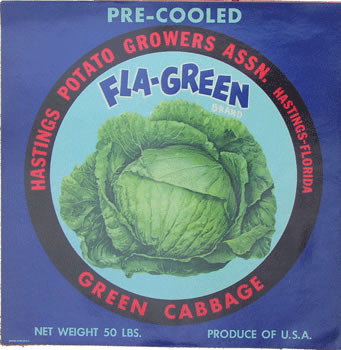 PRE-COOLED
HASTINGS POTATO GROWERS ASSN. HASTINGS-FLORIDA
FLA-GREEN
BRAND
GREEN CABBAGE
NET WEIGHT 50 LBS.
PRODUCE OF U.S.A.